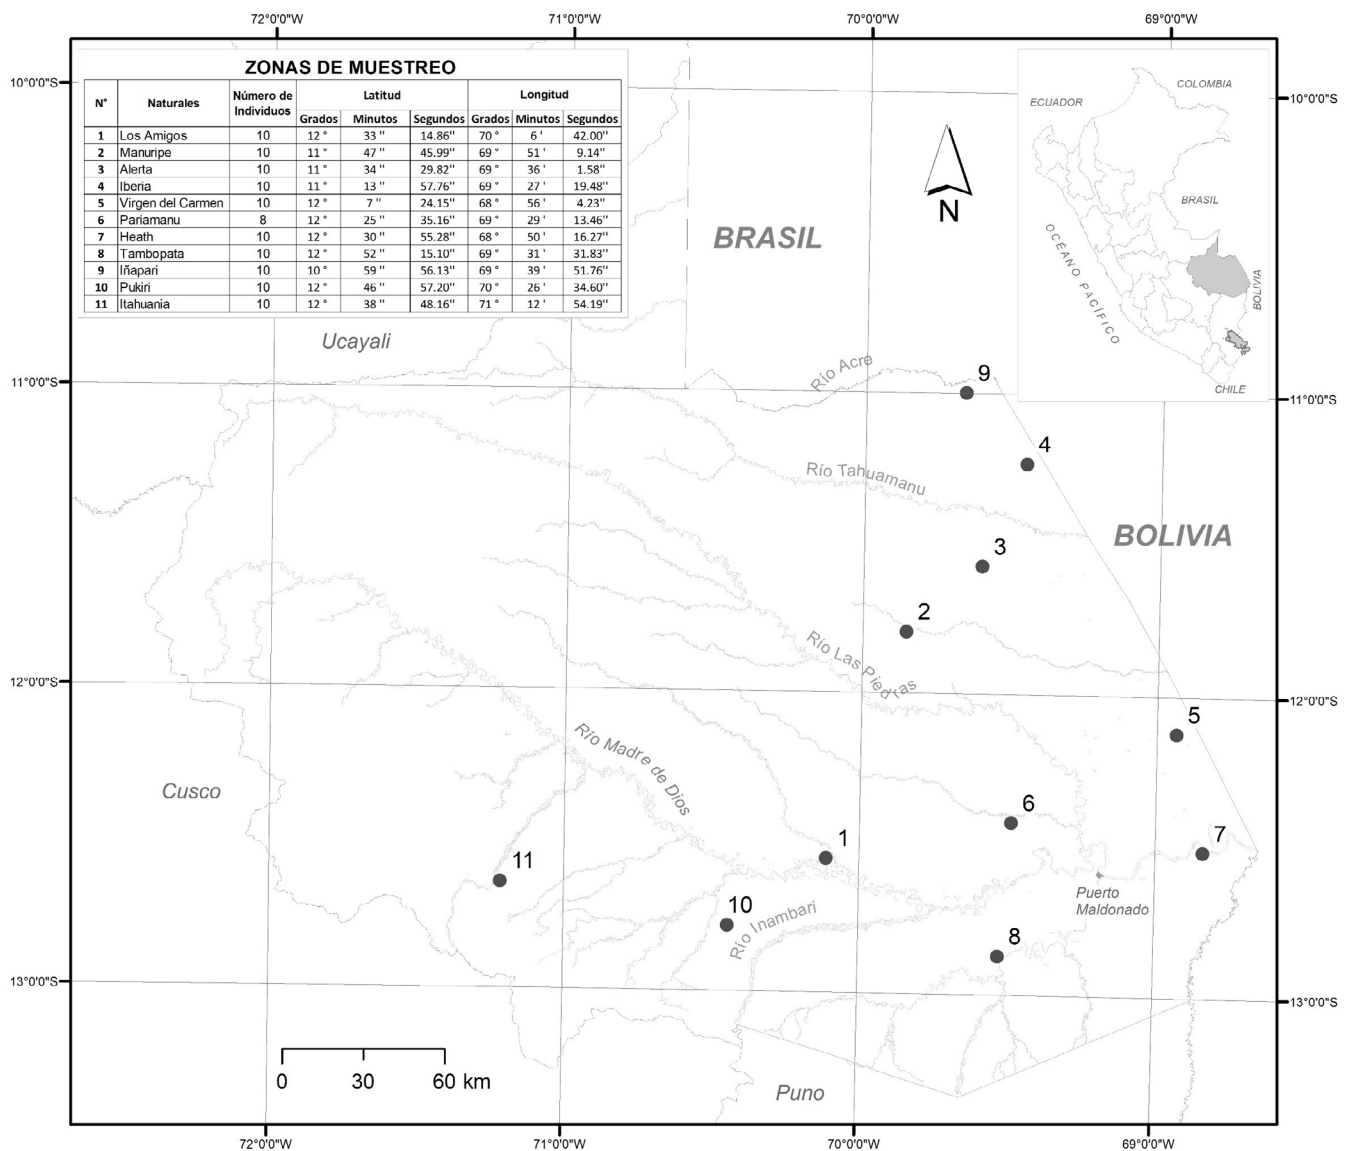 72°0'0"W 71°0'0"W 70°0'0"W 69°0'0"W
ZONAS DE MUESTREO
N° Naturales Número de Individuos Latitud Longitud
Grados Minutos Segundos Grados Minutos Segundos
1 Los Amigos 10 12 ° 33 " 14.86" 70 ° 6 ' 42.00"
2 Manuripe 10 11 ° 47 " 45.99" 69 ° 51 ' 9.14"
3 Alerta 10 11 ° 34 " 29.82" 69 ° 36 ' 1.58"
4 Iberia 10 11 ° 13 " 57.76" 69 ° 27 ' 19.48"
5 Virgen del Carmen 10 12 ° 7 " 24.15" 68 ° 56 ' 4.23"
6 Pariamanu 8 12 ° 25 " 35.16" 69 ° 29 ' 13.46"
7 Heath 10 12 ° 30 " 55.28" 68 ° 50 ' 16.27"
8 Tambopata 10 12 ° 52 " 15.10" 69 ° 31 ' 31.83"
9 Iñapari 10 10 ° 59 " 56.13" 69 ° 39 ' 51.76"
10 Pukiri 10 12 ° 46 " 57.20" 70 ° 26 ' 34.60"
11 Itahuania 10 12 ° 38 " 48.16" 71 ° 12 ' 54.19"
10°0'0"S
10°0'0"S
COLOMBIA
ECUADOR
BRASIL
OCÉANO PACÍFICO
BOLIVIA
CHILE
N
BRASIL
Ucayali
Río Acre
9
11°0'0"S
11°0'0"S
4
Río Tahuamanu
BOLIVIA
3
2
Río Las Piedras
12°0'0"S
12°0'0"S
5
Río Madre de Dios
Cusco
6
1
7
11
Puerto
Maldonado
10
Río Inambari
8
13°0'0"S
13°0'0"S
0 30 60 km
Puno
72°0'0"W 71°0'0"W 70°0'0"W 69°0'0"W